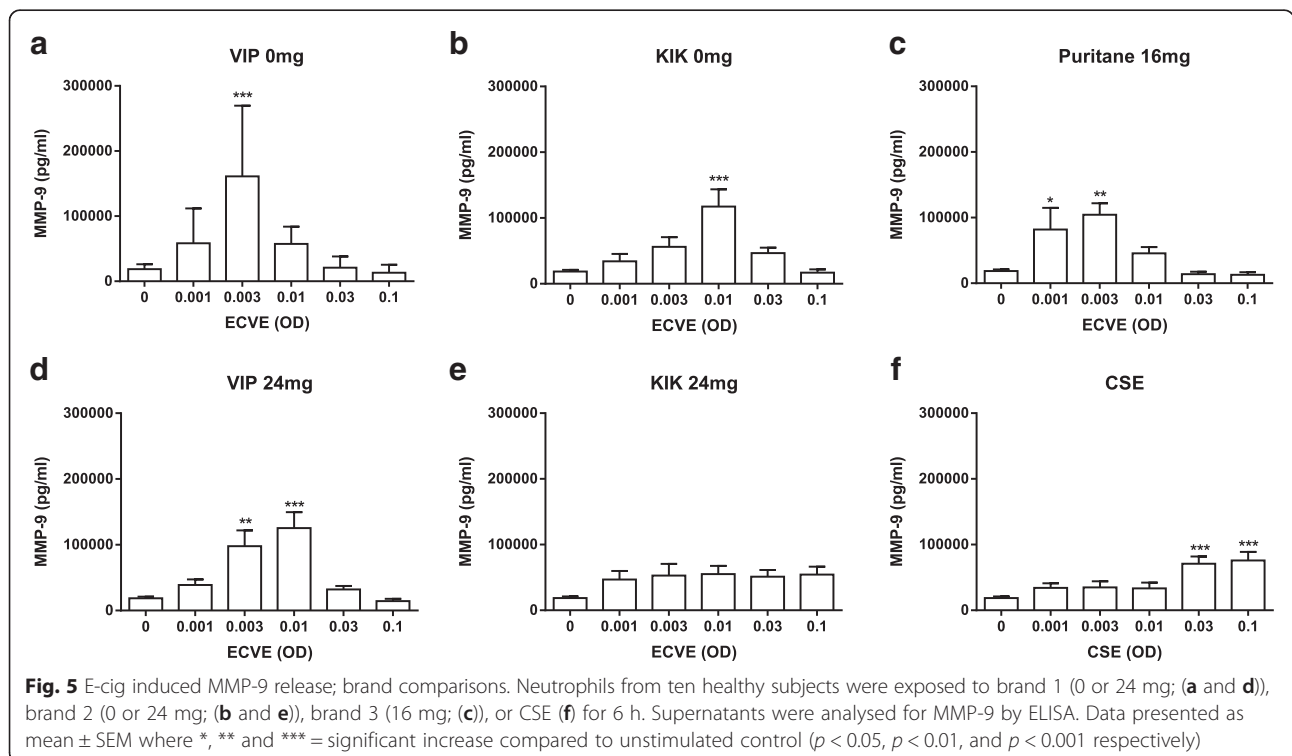 a
VIP 0mg
MMP-9 (pg/ml)
300000
200000
100000
0
***
0 0.001 0.003 0.01 0.03 0.1
ECVE (OD)
b
KIK 0mg
MMP-9 (pg/ml)
300000
200000
100000
0
***
0 0.001 0.003 0.01 0.03 0.1
ECVE (OD)
c
Puritane 16mg
MMP-9 (pg/ml)
300000
200000
100000
0
* **
0 0.001 0.003 0.01 0.03 0.1
ECVE (OD)
d
VIP 24mg
MMP-9 (pg/ml)
300000
200000
100000
0
** ***
0 0.001 0.003 0.01 0.03 0.1
ECVE (OD)
e
KIK 24mg
MMP-9 (pg/ml)
300000
200000
100000
0
0 0.001 0.003 0.01 0.03 0.1
ECVE (OD)
f
CSE
MMP-9 (pg/ml)
300000
200000
100000
0
*** ***
0 0.001 0.003 0.01 0.03 0.1
CSE (OD)
Fig. 5 E-cig induced MMP-9 release; brand comparisons. Neutrophils from ten healthy subjects were exposed to brand 1 (0 or 24 mg; (a and d)),
brand 2 (0 or 24 mg; (b and e)), brand 3 (16 mg; (c)), or CSE (f) for 6 h. Supernatants were analysed for MMP-9 by ELISA. Data presented as
mean ± SEM where *, ** and *** = significant increase compared to unstimulated control (p < 0.05, p < 0.01, and p < 0.001 respectively)